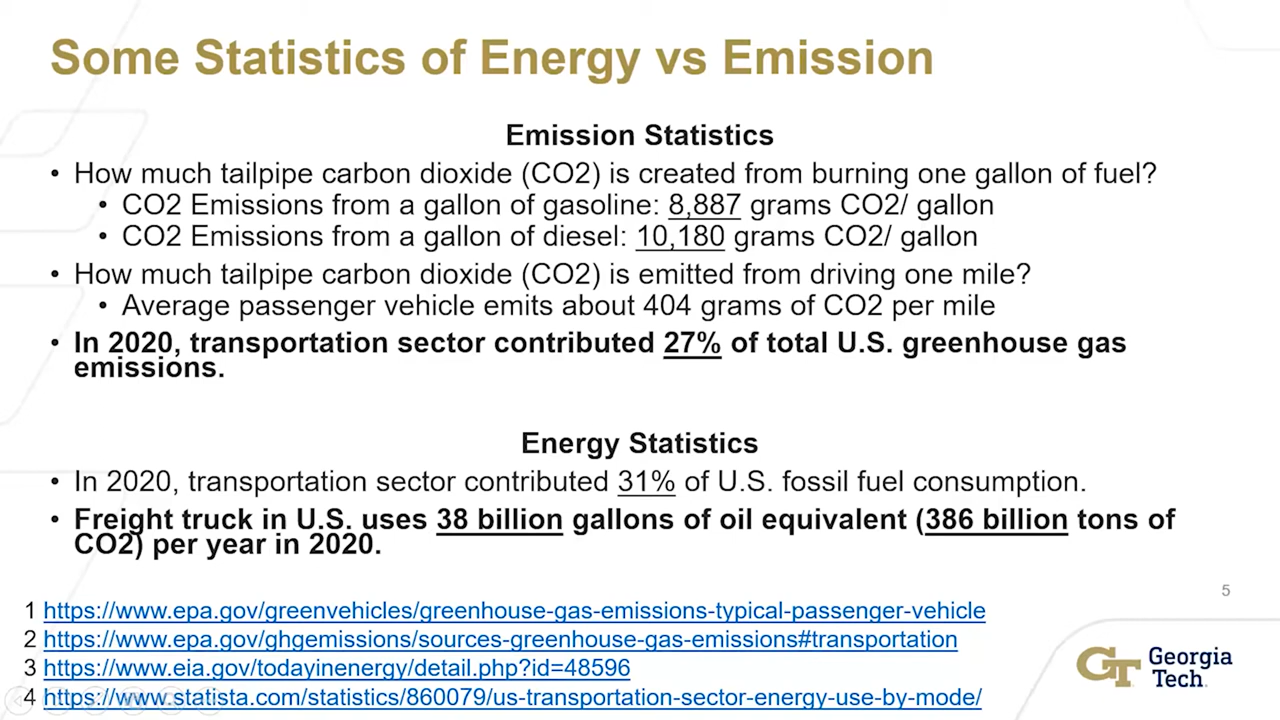 Some Statistics of Energy vs Emission
Emission Statistics
• How much tailpipe carbon dioxide (CO2) is created from burning one gallon of fuel?
• CO2 Emissions from a gallon of gasoline: 8,887 grams CO2/ gallon
• CO2 Emissions from a gallon of diesel: 10,180 grams CO2/ gallon
• How much tailpipe carbon dioxide (CO2) is emitted from driving one mile?
• Average passenger vehicle emits about 404 grams of CO2 per mile
• In 2020, transportation sector contributed 27% of total U.S. greenhouse gas
emissions.
Energy Statistics
• In 2020, transportation sector contributed 31% of U.S. fossil fuel consumption.
• Freight truck in U.S. uses 38 billion gallons of oil equivalent (386 billion tons of
CO2) per year in 2020.
5
1 https://www.epa.gov/greenvehicles/greenhouse-gas-emissions-typical-passenger-vehicle
2 https://www.epa.gov/ghgemissions/sources-greenhouse-gas-emissions#transportation
3 https://www.eia.gov/todayinenergy/detail.php?id=48596
4 https://www.statista.com/statistics/860079/us-transportation-sector-energy-use-by-mode/
GT Georgia
Tech